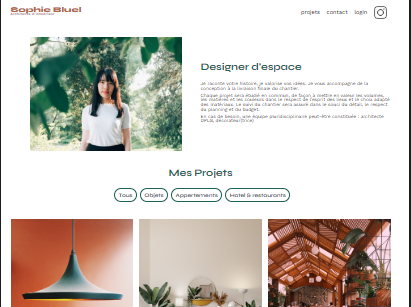 Sophie Bluel
Architecte d'intérieur
projets contact login
Designer d'espace
Je raconte votre histoire, je valorise vos idées. Je vous accompagne de la
conception à la livraison finale du chantier.
Chaque projet sera étudié en commun, de façon à mettre en valeur les volumes,
les matières et les couleurs dans le respect de l'esprit des lieux et le choix adapté
des matériaux. Le suivi du chantier sera assuré dans le souci du détail, le respect
du planning et du budget.
En cas de besoin, une équipe pluridisciplinaire peut-être constituée : architecte
DPLG, décorateur(trice)
Mes Projets
Tous Objets Appartements Hotel & restaurants